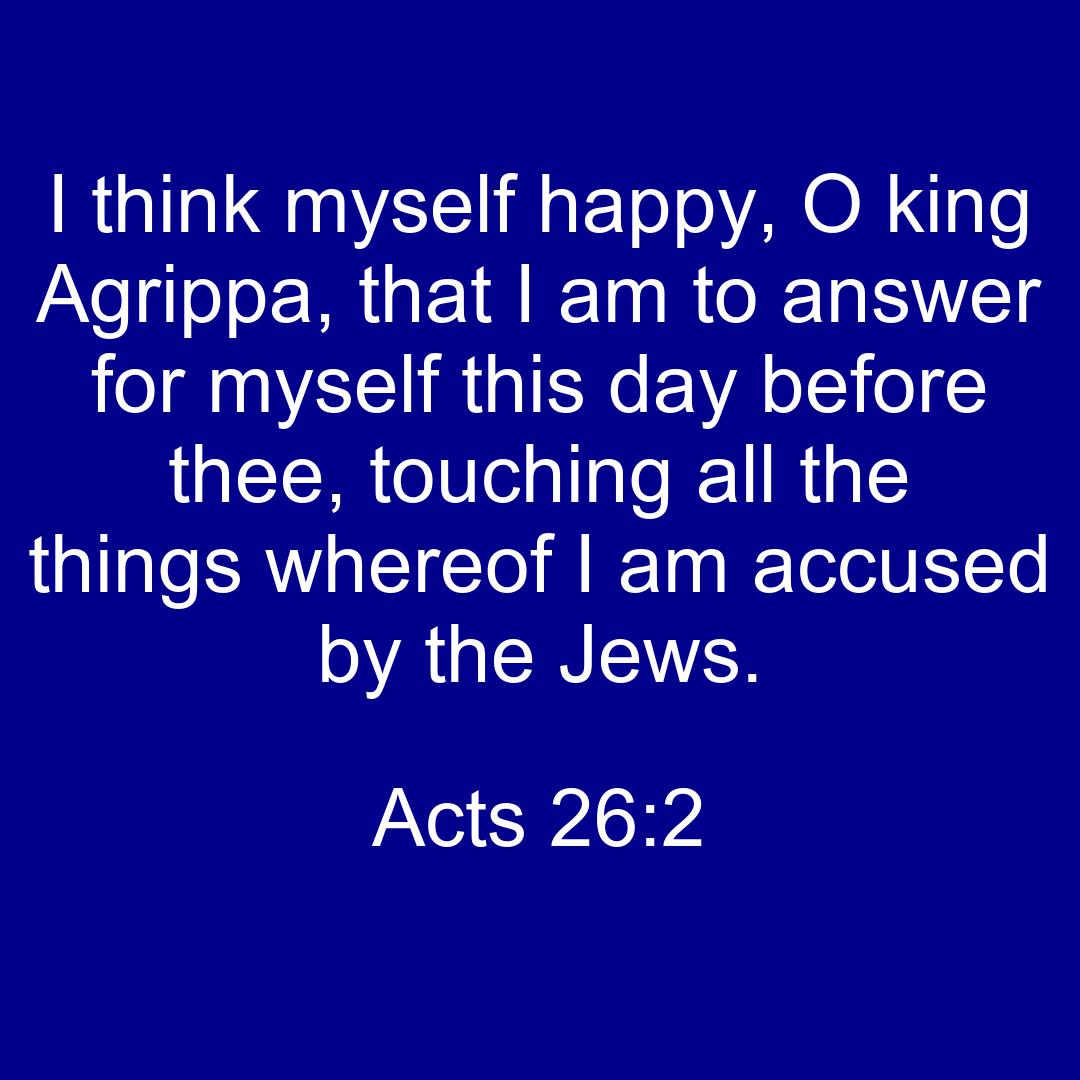 I think myself happy, O king
Agrippa, that I am to answer
for myself this day before
thee, touching all the
things whereof I am accused
by the Jews.
Acts 26:2